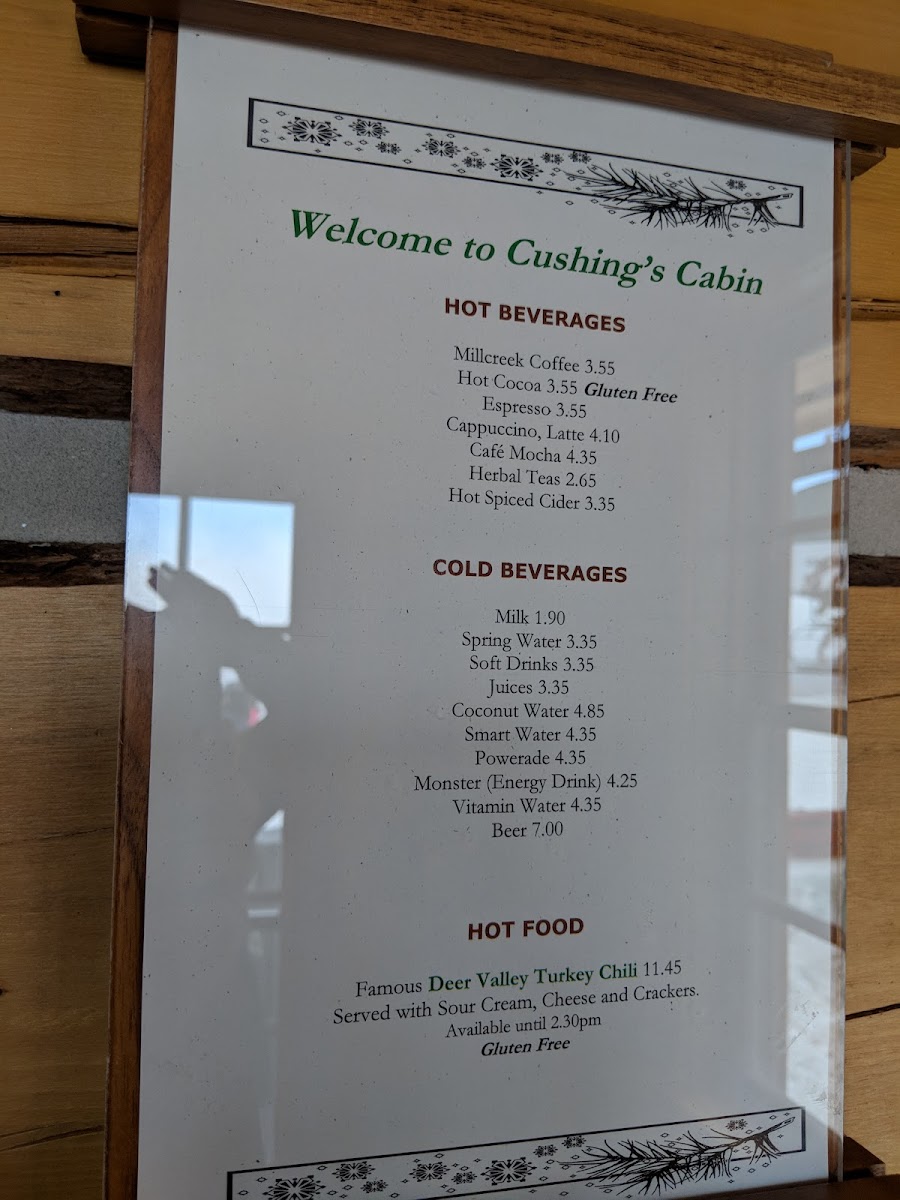 Welcome to Cushing's Cabin
HOT BEVERAGES
Millcreek Coffee 3.55
Hot Cocoa 3.55 Gluten Free
Espresso 3.55
Cappuccino, Latte 4.10
Café Mocha 4.35
Herbal Teas 2.65
Hot Spiced Cider 3.35
COLD BEVERAGES
Milk 1.90
Spring Water 3.35
Soft Drinks 3.35
Juices 3.35
Coconut Water 4.85
Smart Water 4.35
Powerade 4.35
Monster (Energy Drink) 4.25
Vitamin Water 4.35
Beer 7.00
HOT FOOD
Famous Deer Valley Turkey Chili 11.45
Served with Sour Cream, Cheese and Crackers.
Available until 2.30pm
Gluten Free